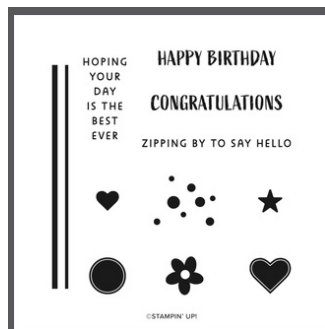 HOPING
YOUR
DAY
IS THE
BEST
EVER
HAPPY BIRTHDAY
CONGRATULATIONS
ZIPPING BY TO SAY HELLO
©STAMPIN' UP!